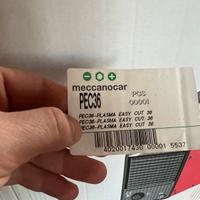 meccanocar
PEC36
PCS
00001
PEC36-PLASMA EASY CUT 36
PEC36-PLASMA EASY CUT 36
PEC36-PLASMA EASY CUT 36
4020017430 00001 5537